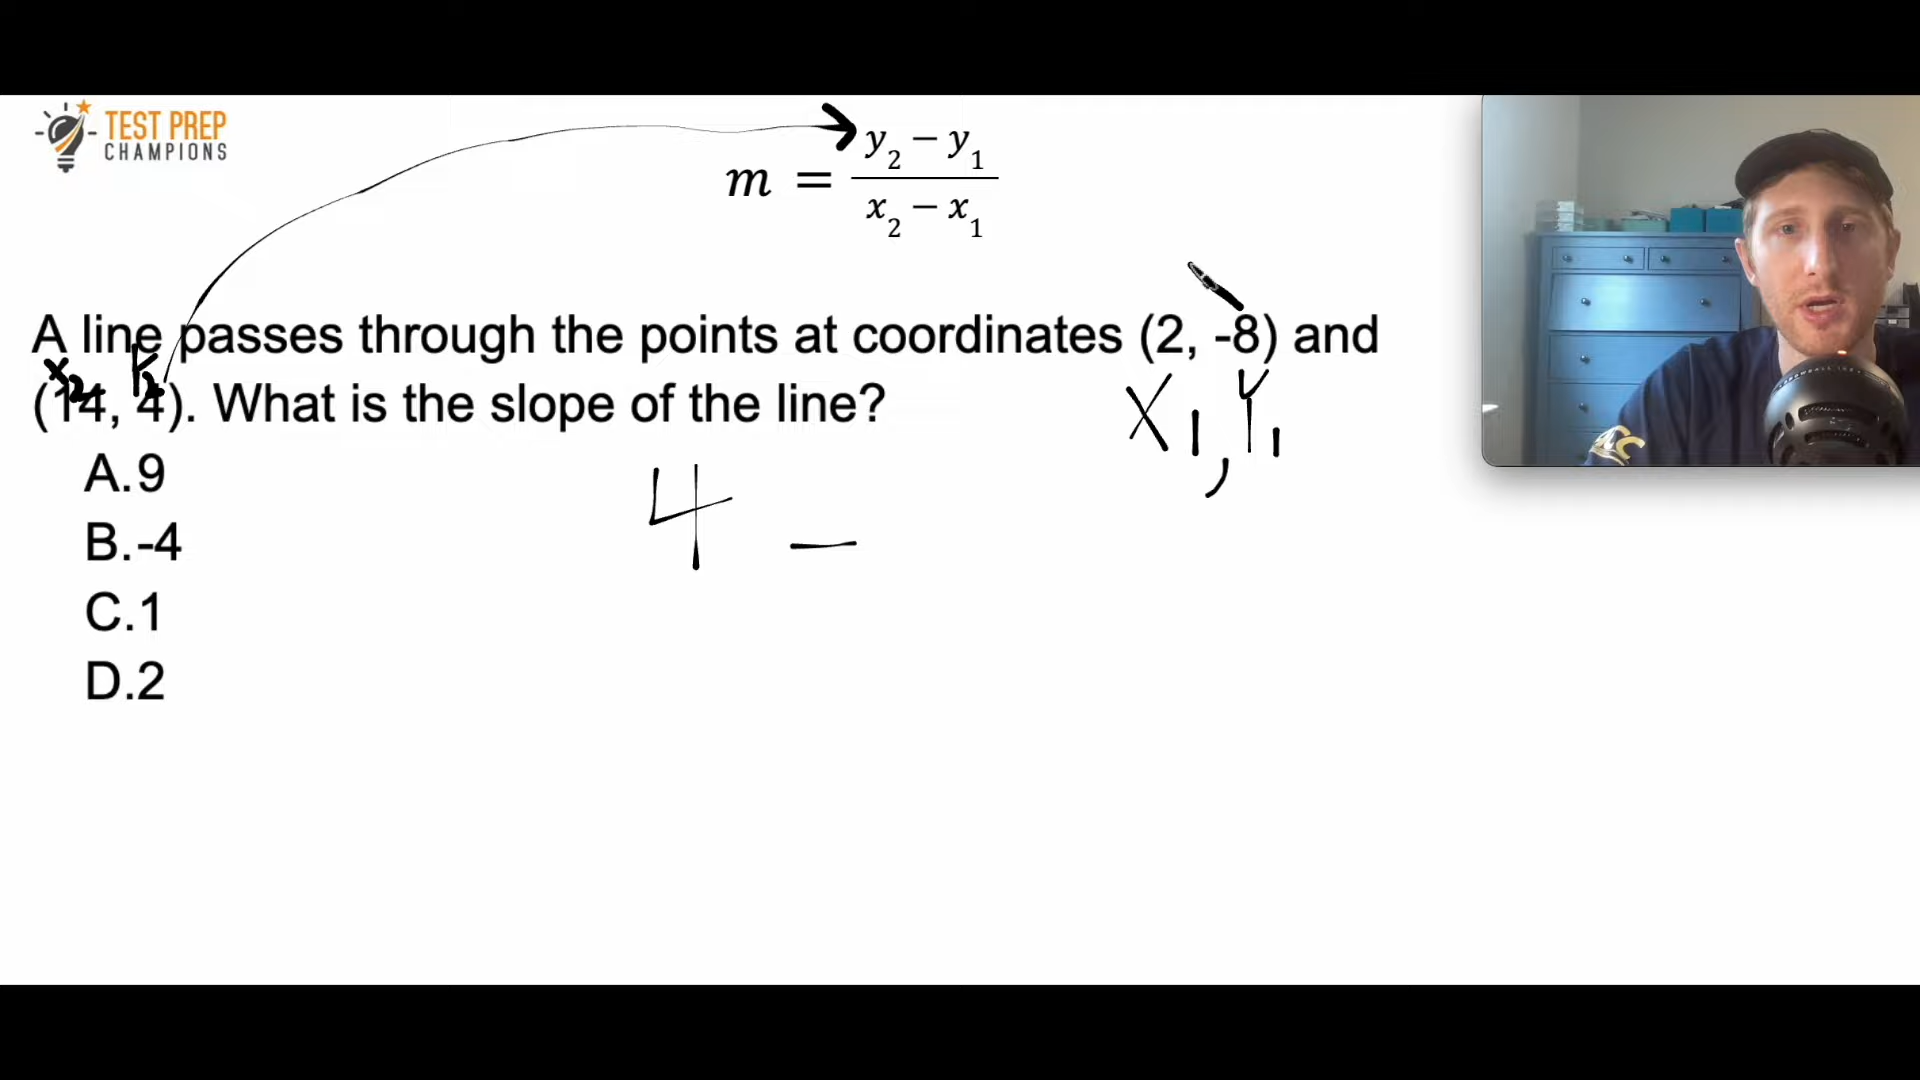 TEST PREP
CHAMPIONS
m = y₂ − y₁ / x₂ − x₁
A line passes through the points at coordinates (2, -8) and
x₂
(14, 4). What is the slope of the line?
X₁, Y₁
A.9
4 −
B.-4
C.1
D.2